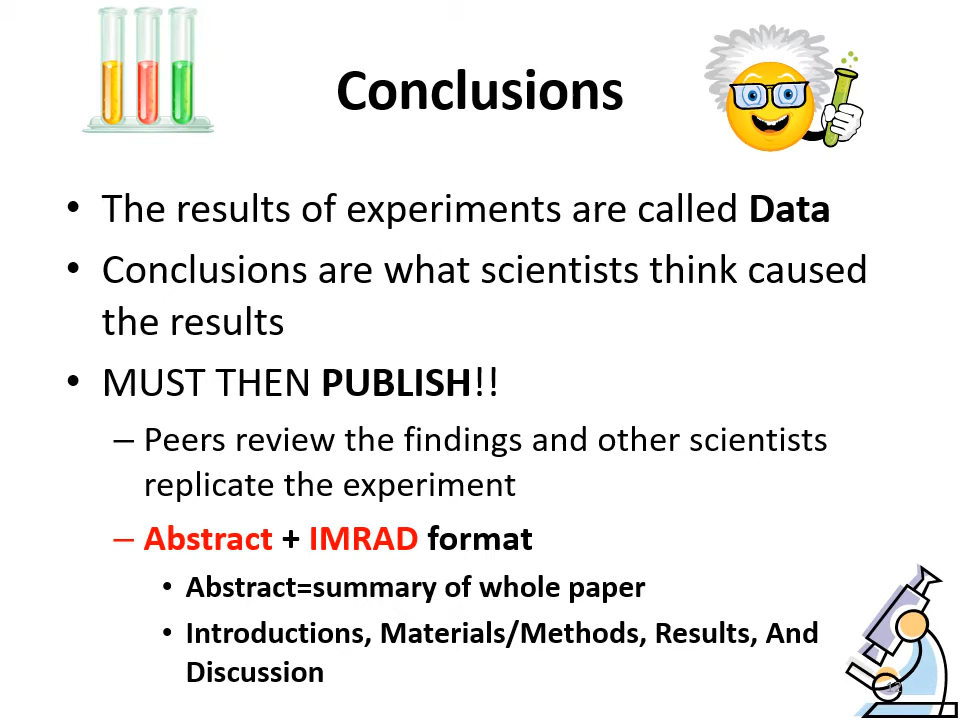 Conclusions
• The results of experiments are called Data
• Conclusions are what scientists think caused
the results
• MUST THEN PUBLISH!!
– Peers review the findings and other scientists
replicate the experiment
– Abstract + IMRAD format
• Abstract=summary of whole paper
• Introductions, Materials/Methods, Results, And
Discussion